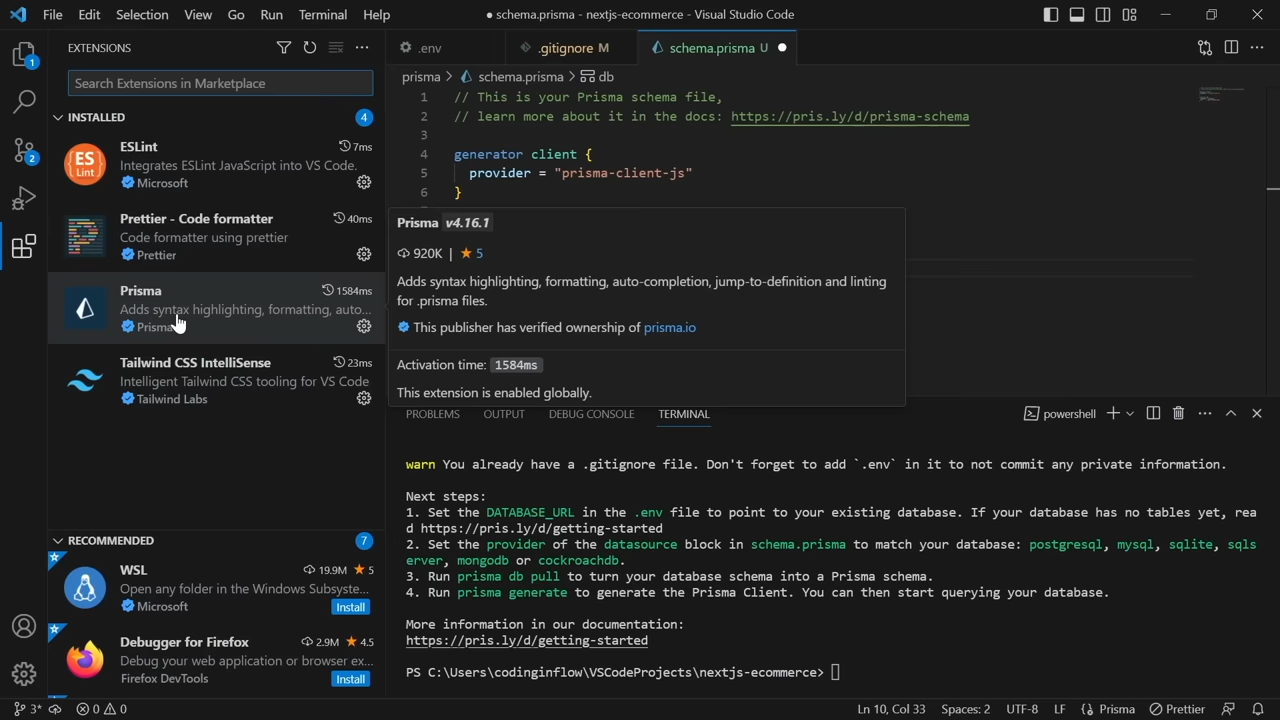 File Edit Selection View Go Run Terminal Help
● schema.prisma - nextjs-ecommerce - Visual Studio Code
EXTENSIONS
Search Extensions in Marketplace
INSTALLED 4
ES
Lint
ESLint 7ms
Integrates ESLint JavaScript into VS Code.
Microsoft
Prettier - Code formatter 40ms
Code formatter using prettier
Prettier
Prisma 1584ms
Adds syntax highlighting, formatting, auto...
Prisma
Tailwind CSS IntelliSense 23ms
Intelligent Tailwind CSS tooling for VS Code
Tailwind Labs
RECOMMENDED 7
WSL 19.9M 5
Open any folder in the Windows Subsyste...
Microsoft Install
Debugger for Firefox 2.9M 4.5
Debug your web application or browser ex...
Firefox DevTools Install
1
2
.env .gitignore M schema.prisma U
prisma > schema.prisma > db
1 // This is your Prisma schema file,
2 // learn more about it in the docs: https://pris.ly/d/prisma-schema
3
4 generator client {
5 provider = "prisma-client-js"
6 }
Prisma v4.16.1
920K | 5
Adds syntax highlighting, formatting, auto-completion, jump-to-definition and linting
for .prisma files.
This publisher has verified ownership of prisma.io
Activation time: 1584ms
This extension is enabled globally.
PROBLEMS OUTPUT DEBUG CONSOLE TERMINAL powershell
warn You already have a .gitignore file. Don't forget to add `.env` in it to not commit any private information.
Next steps:
1. Set the DATABASE_URL in the .env file to point to your existing database. If your database has no tables yet, rea
d https://pris.ly/d/getting-started
2. Set the provider of the datasource block in schema.prisma to match your database: postgresql, mysql, sqlite, sqls
erver, mongodb or cockroachdb.
3. Run prisma db pull to turn your database schema into a Prisma schema.
4. Run prisma generate to generate the Prisma Client. You can then start querying your database.
More information in our documentation:
https://pris.ly/d/getting-started
PS C:\Users\codinginflow\VSCodeProjects\nextjs-ecommerce>
3* 0 0 Ln 10, Col 33 Spaces: 2 UTF-8 LF Prisma Prettier